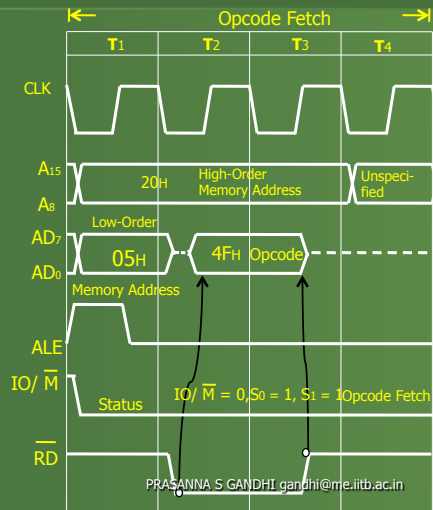 Opcode Fetch
T1 T2 T3 T4
CLK
A15
20H
High-Order
Memory Address
Unspeci-
fied
A8
Low-Order
AD7
05H
4FH Opcode
AD0
Memory Address
ALE
IO/ M̅
Status
IO/ M̅ = 0,S0 = 1, S1 = 1Opcode Fetch
R̅D̅
PRASANNA S GANDHI gandhi@me.iitb.ac.in